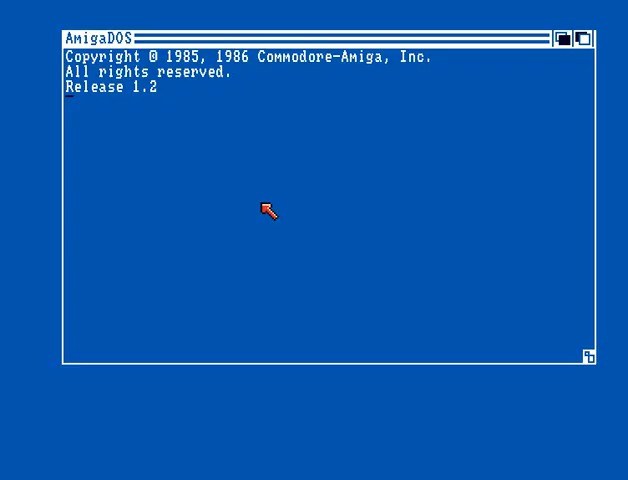 AmigaDOS
Copyright © 1985, 1986 Commodore-Amiga, Inc.
All rights reserved.
Release 1.2